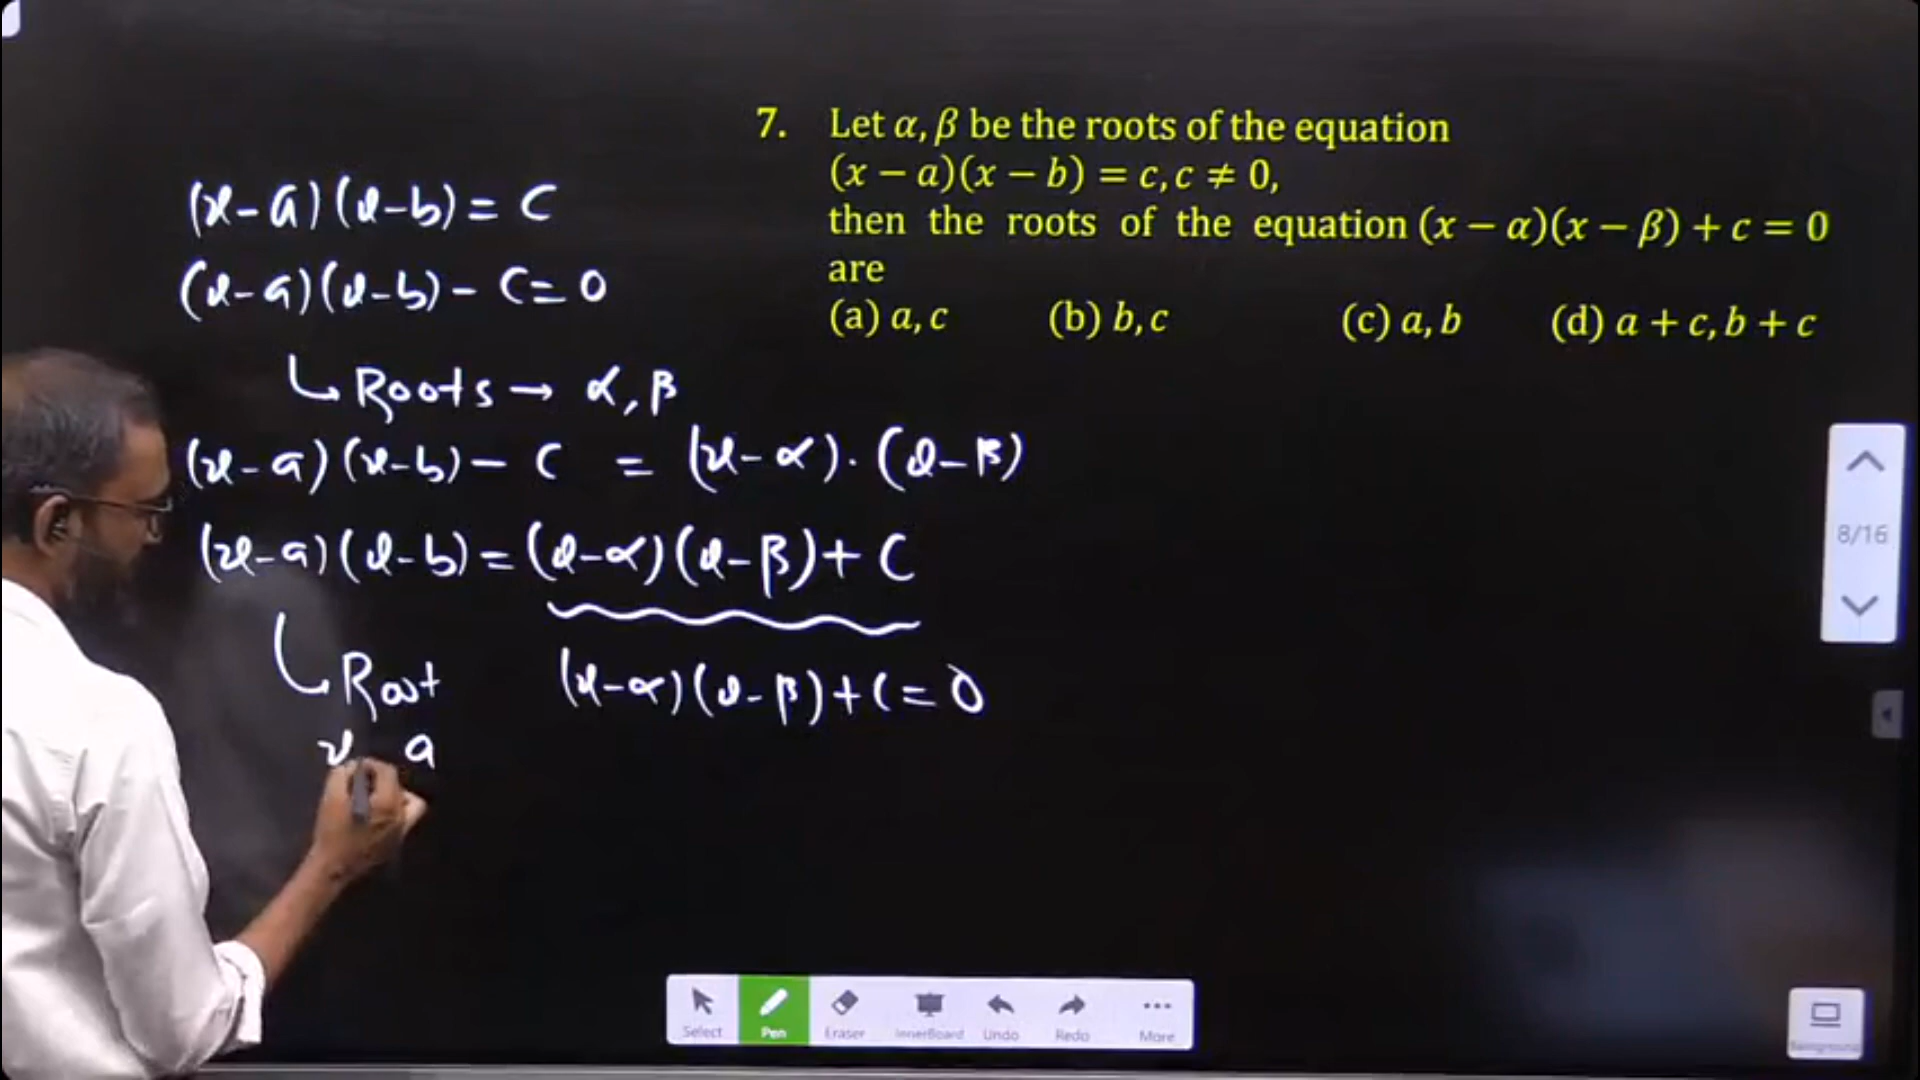 7. Let α, β be the roots of the equation
(x − a)(x − b) = c, c ≠ 0,
then the roots of the equation (x − α)(x − β) + c = 0
are
(a) a, c (b) b, c (c) a, b (d) a + c, b + c
(x-a)(x-b) = c
(x-a)(x-b) - c = 0
Roots → α, β
(x-a)(x-b) - c = (x-α)·(x-β)
(x-a)(x-b) = (x-α)(x-β) + c
Root
(x-α)(x-β) + c = 0
x a
8/16
Select Pen Eraser InnerBoard Undo Redo More
Background